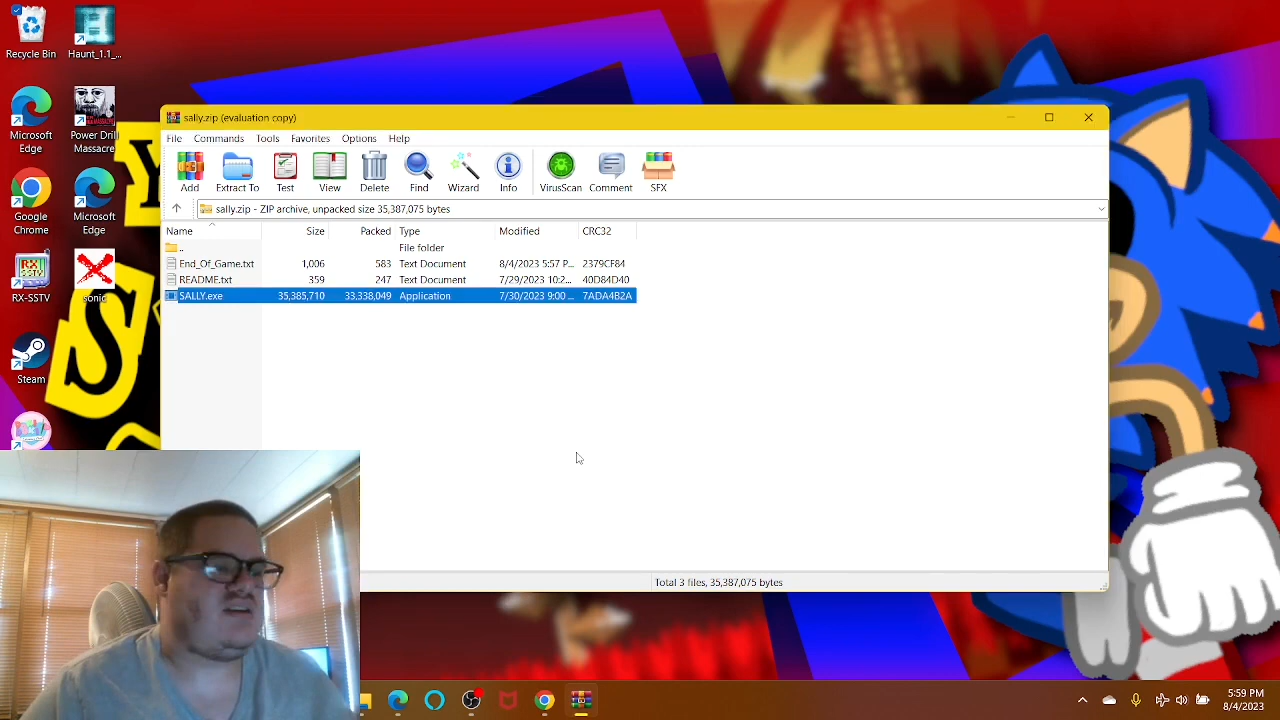 Recycle Bin
Haunt_1.1_...
Microsoft
Edge
Power Drill
Massacre
Google
Chrome
Microsoft
Edge
RX-SSTV
sonic
Steam
sally.zip (evaluation copy)
File Commands Tools Favorites Options Help
Add Extract To Test View Delete Find Wizard Info VirusScan Comment SFX
sally.zip - ZIP archive, unpacked size 35,387,075 bytes
Name Size Packed Type Modified CRC32
.. File folder
End_Of_Game.txt 1,006 583 Text Document 8/4/2023 5:57 P... 2379CF84
README.txt 359 247 Text Document 7/29/2023 10:2... 40D84D40
SALLY.exe 35,385,710 33,338,049 Application 7/30/2023 9:00 ... 7ADA4B2A
Total 3 files, 35,387,075 bytes
5:59 PM
8/4/2023